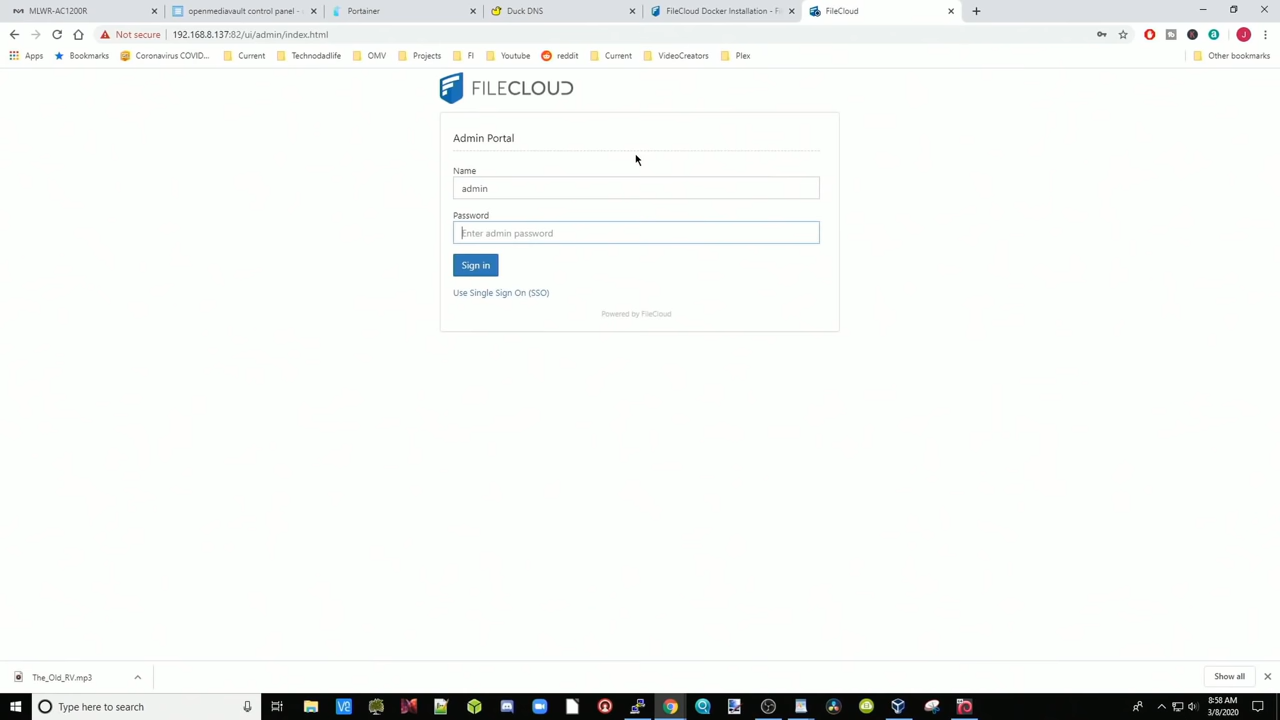 MLWR-AC1200R
openmediavault control panel -
Portainer
Duck DNS
FileCloud Docker Installation - Fi
FileCloud
Not secure
192.168.8.137:82/ui/admin/index.html
Apps
Bookmarks
Coronavirus COVID...
Current
Technodadlife
OMV
Projects
FI
Youtube
reddit
Current
VideoCreators
Plex
Other bookmarks
FILECLOUD
Admin Portal
Name
admin
Password
Enter admin password
Sign in
Use Single Sign On (SSO)
Powered by FileCloud
The_Old_RV.mp3
Show all
Type here to search
8:58 AM
3/8/2020